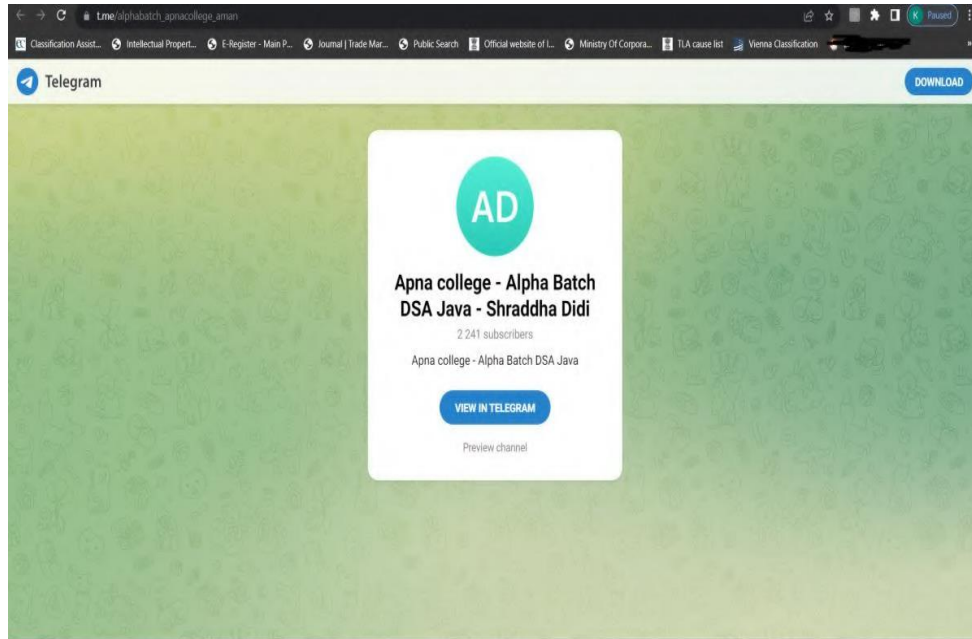 t.me/alphabatch_apnacollege_aman
K Paused
Classification Assist... Intellectual Propert... E-Register - Main P... Journal | Trade Mar... Public Search Official website of I... Ministry Of Corpora... TLA cause list Vienna Classification
Telegram
DOWNLOAD
AD
Apna college - Alpha Batch
DSA Java - Shraddha Didi
2 241 subscribers
Apna college - Alpha Batch DSA Java
VIEW IN TELEGRAM
Preview channel